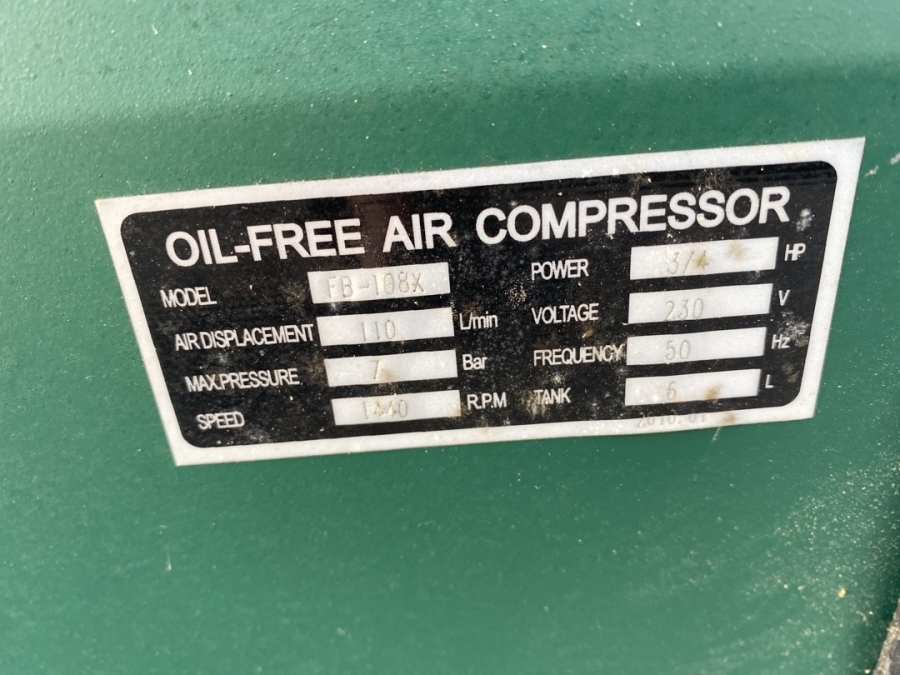 OIL-FREE AIR COMPRESSOR
MODEL FB-108X
AIR DISPLACEMENT 110 L/min
MAX.PRESSURE 7 Bar
SPEED 1440 R.P.M
POWER 3/4 HP
VOLTAGE 230 V
FREQUENCY 50 Hz
TANK 6 L